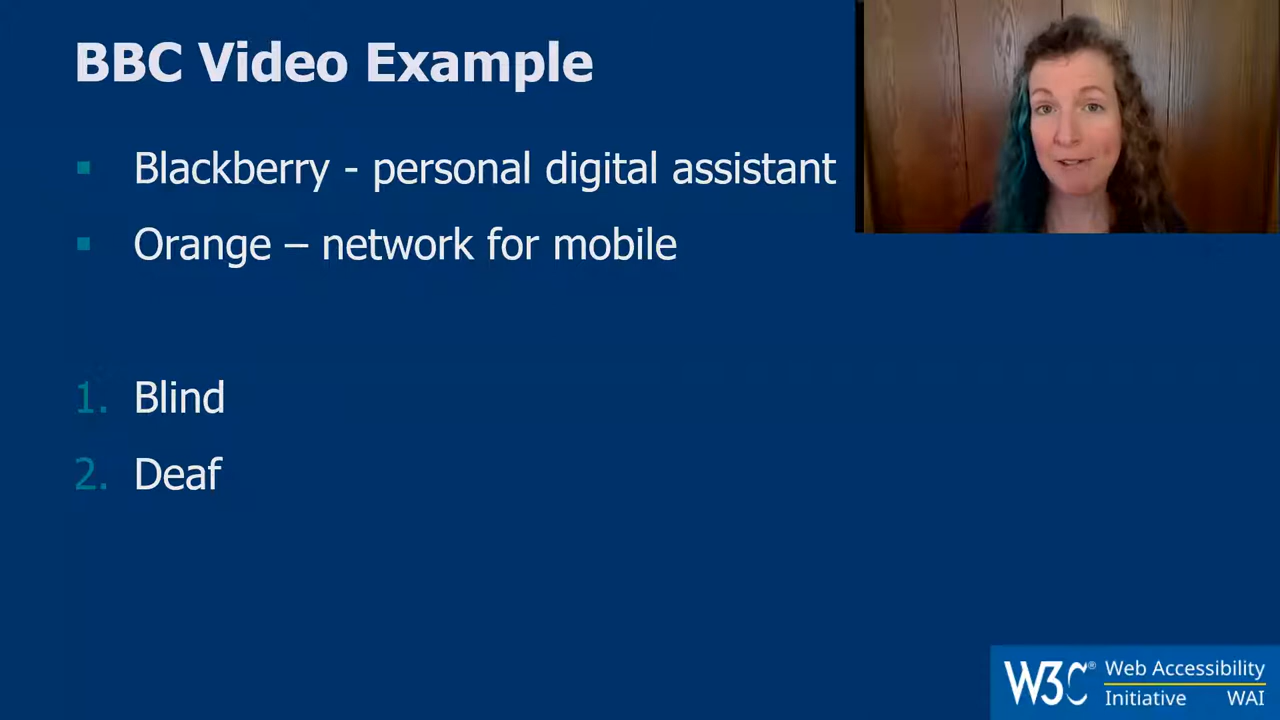 BBC Video Example
▪ Blackberry - personal digital assistant
▪ Orange – network for mobile
1. Blind
2. Deaf
W3C® Web Accessibility
Initiative WAI